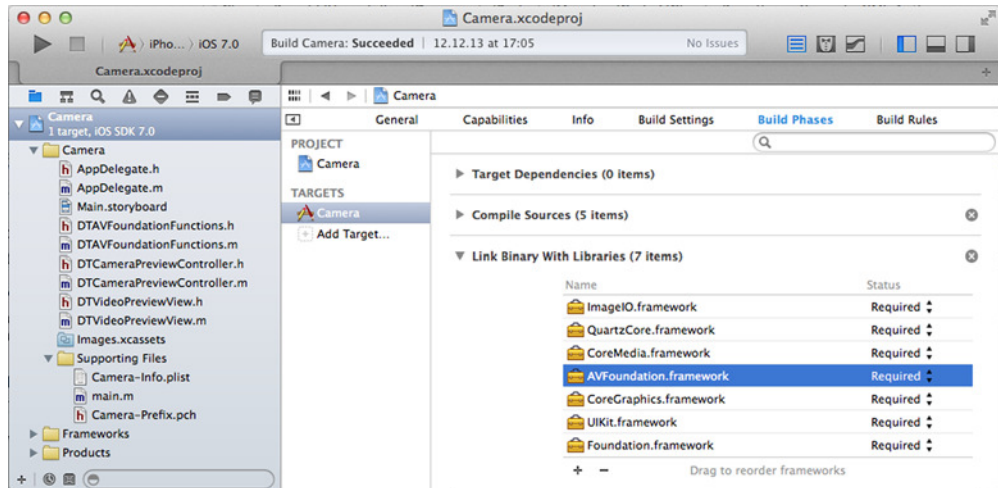 Camera.xcodeproj
iPho... iOS 7.0
Build Camera: Succeeded | 12.12.13 at 17:05
No Issues
Camera.xcodeproj
Camera
1 target, iOS SDK 7.0
Camera
h AppDelegate.h
m AppDelegate.m
Main.storyboard
h DTAVFoundationFunctions.h
m DTAVFoundationFunctions.m
h DTCameraPreviewController.h
m DTCameraPreviewController.m
h DTVideoPreviewView.h
m DTVideoPreviewView.m
Images.xcassets
Supporting Files
Camera-Info.plist
m main.m
h Camera-Prefix.pch
Frameworks
Products
Camera
General Capabilities Info Build Settings Build Phases Build Rules
PROJECT
Camera
TARGETS
Camera
Add Target...
Target Dependencies (0 items)
Compile Sources (5 items)
Link Binary With Libraries (7 items)
Name Status
ImageIO.framework Required
QuartzCore.framework Required
CoreMedia.framework Required
AVFoundation.framework Required
CoreGraphics.framework Required
UIKit.framework Required
Foundation.framework Required
+ − Drag to reorder frameworks